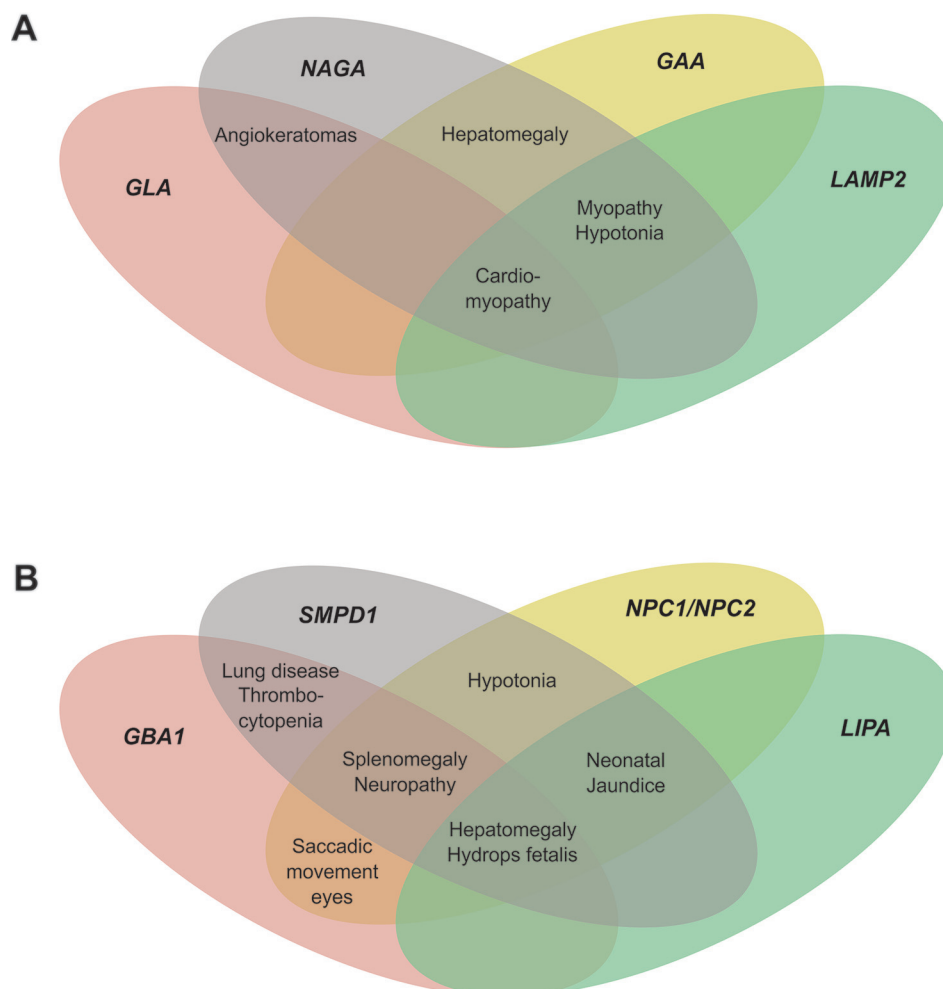 A
NAGA
GAA
Angiokeratomas
Hepatomegaly
GLA
LAMP2
Myopathy
Hypotonia
Cardio-
myopathy
B
SMPD1
NPC1/NPC2
Lung disease
Thrombo-
cytopenia
Hypotonia
GBA1
LIPA
Splenomegaly
Neuropathy
Neonatal
Jaundice
Hepatomegaly
Hydrops fetalis
Saccadic
movement
eyes